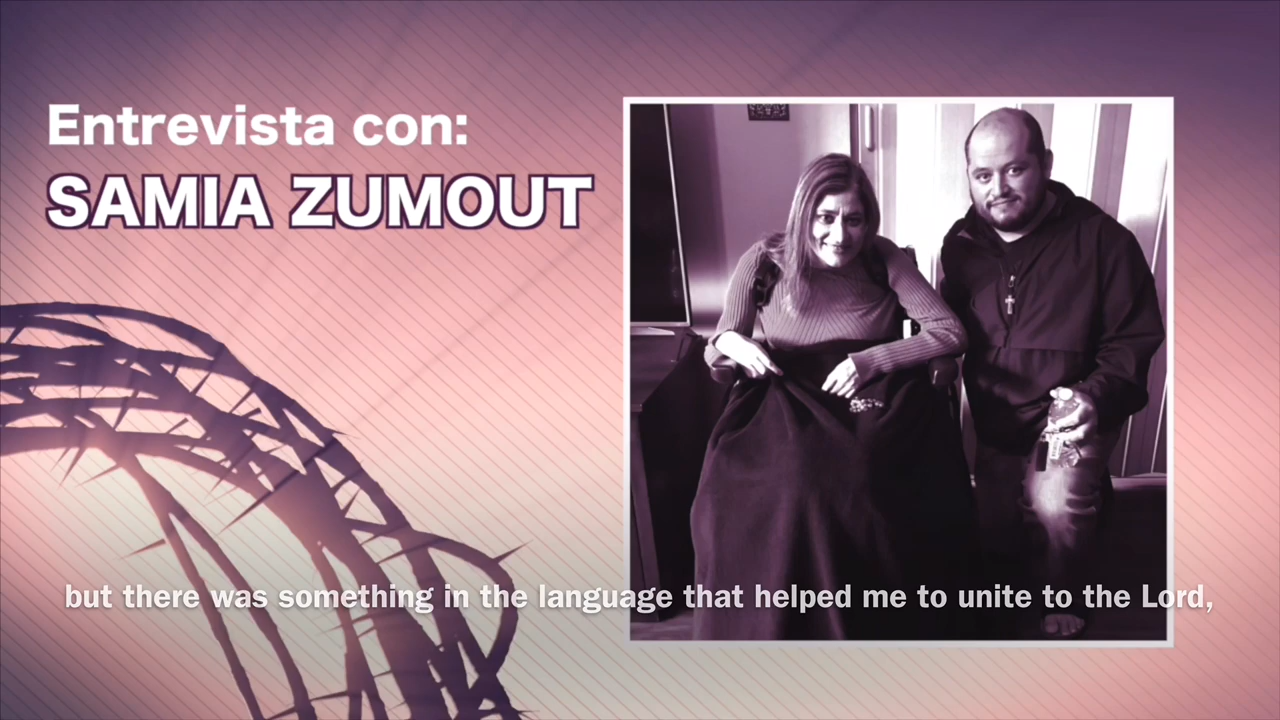 Entrevista con:
SAMIA ZUMOUT
but there was something in the language that helped me to unite to the Lord,